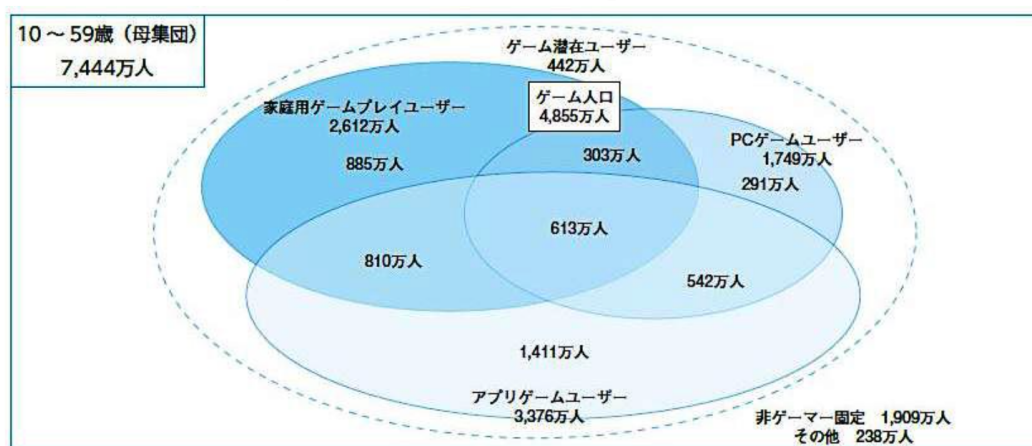 10～59歳（母集団）
7,444万人
ゲーム潜在ユーザー
442万人
ゲーム人口
4,855万人
家庭用ゲームプレイユーザー
2,612万人
885万人
303万人
PCゲームユーザー
1,749万人
291万人
613万人
810万人
542万人
1,411万人
アプリゲームユーザー
3,376万人
非ゲーマー固定 1,909万人
その他 238万人